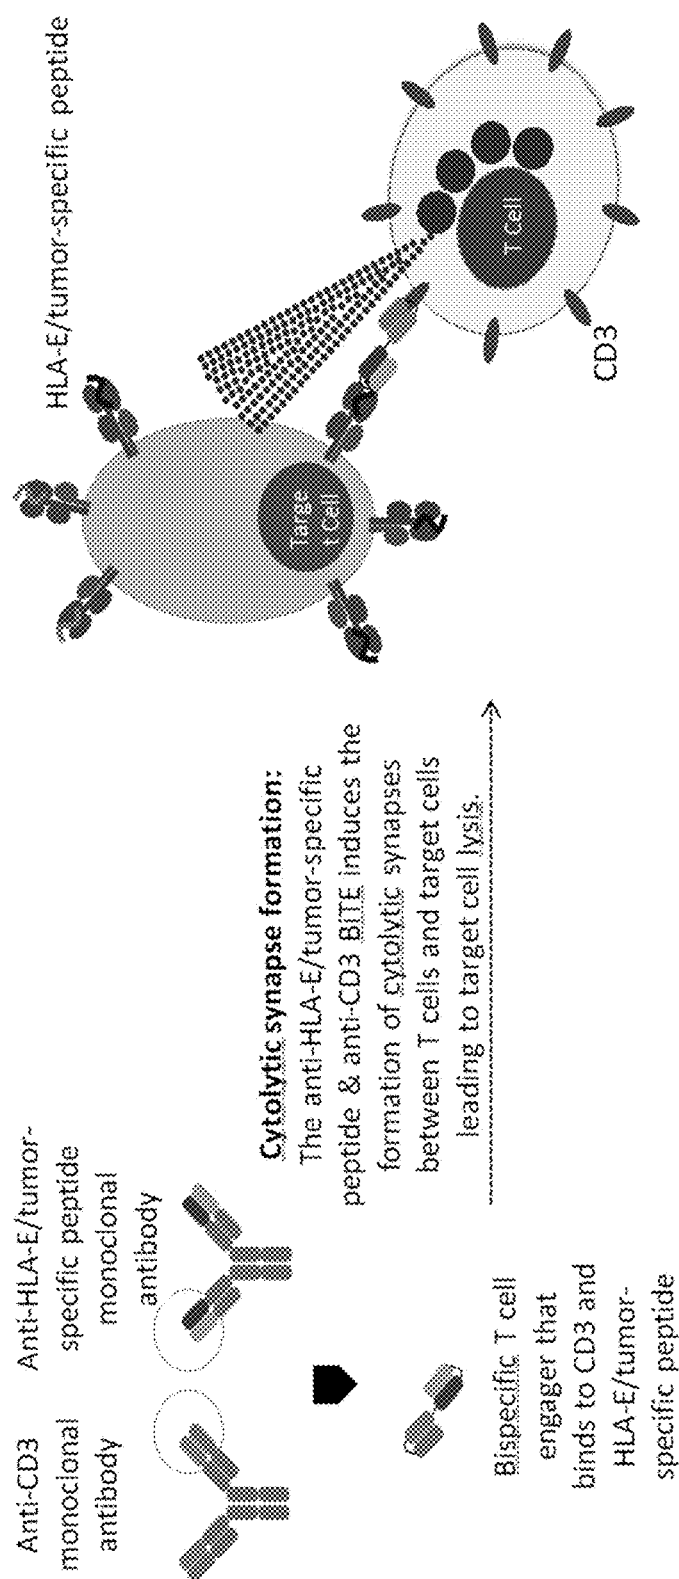 Anti-CD3
monoclonal
antibody
Anti-HLA-E/tumor-
specific peptide
monoclonal
antibody
Bispecific T cell
engager that
binds to CD3 and
HLA-E/tumor-
specific peptide
Cytolytic synapse formation:
The anti-HLA-E/tumor-specific
peptide & anti-CD3 BiTE induces the
formation of cytolytic synapses
between T cells and target cells
leading to target cell lysis.
HLA-E/tumor-specific peptide
Targe
t Cell
T Cell
CD3